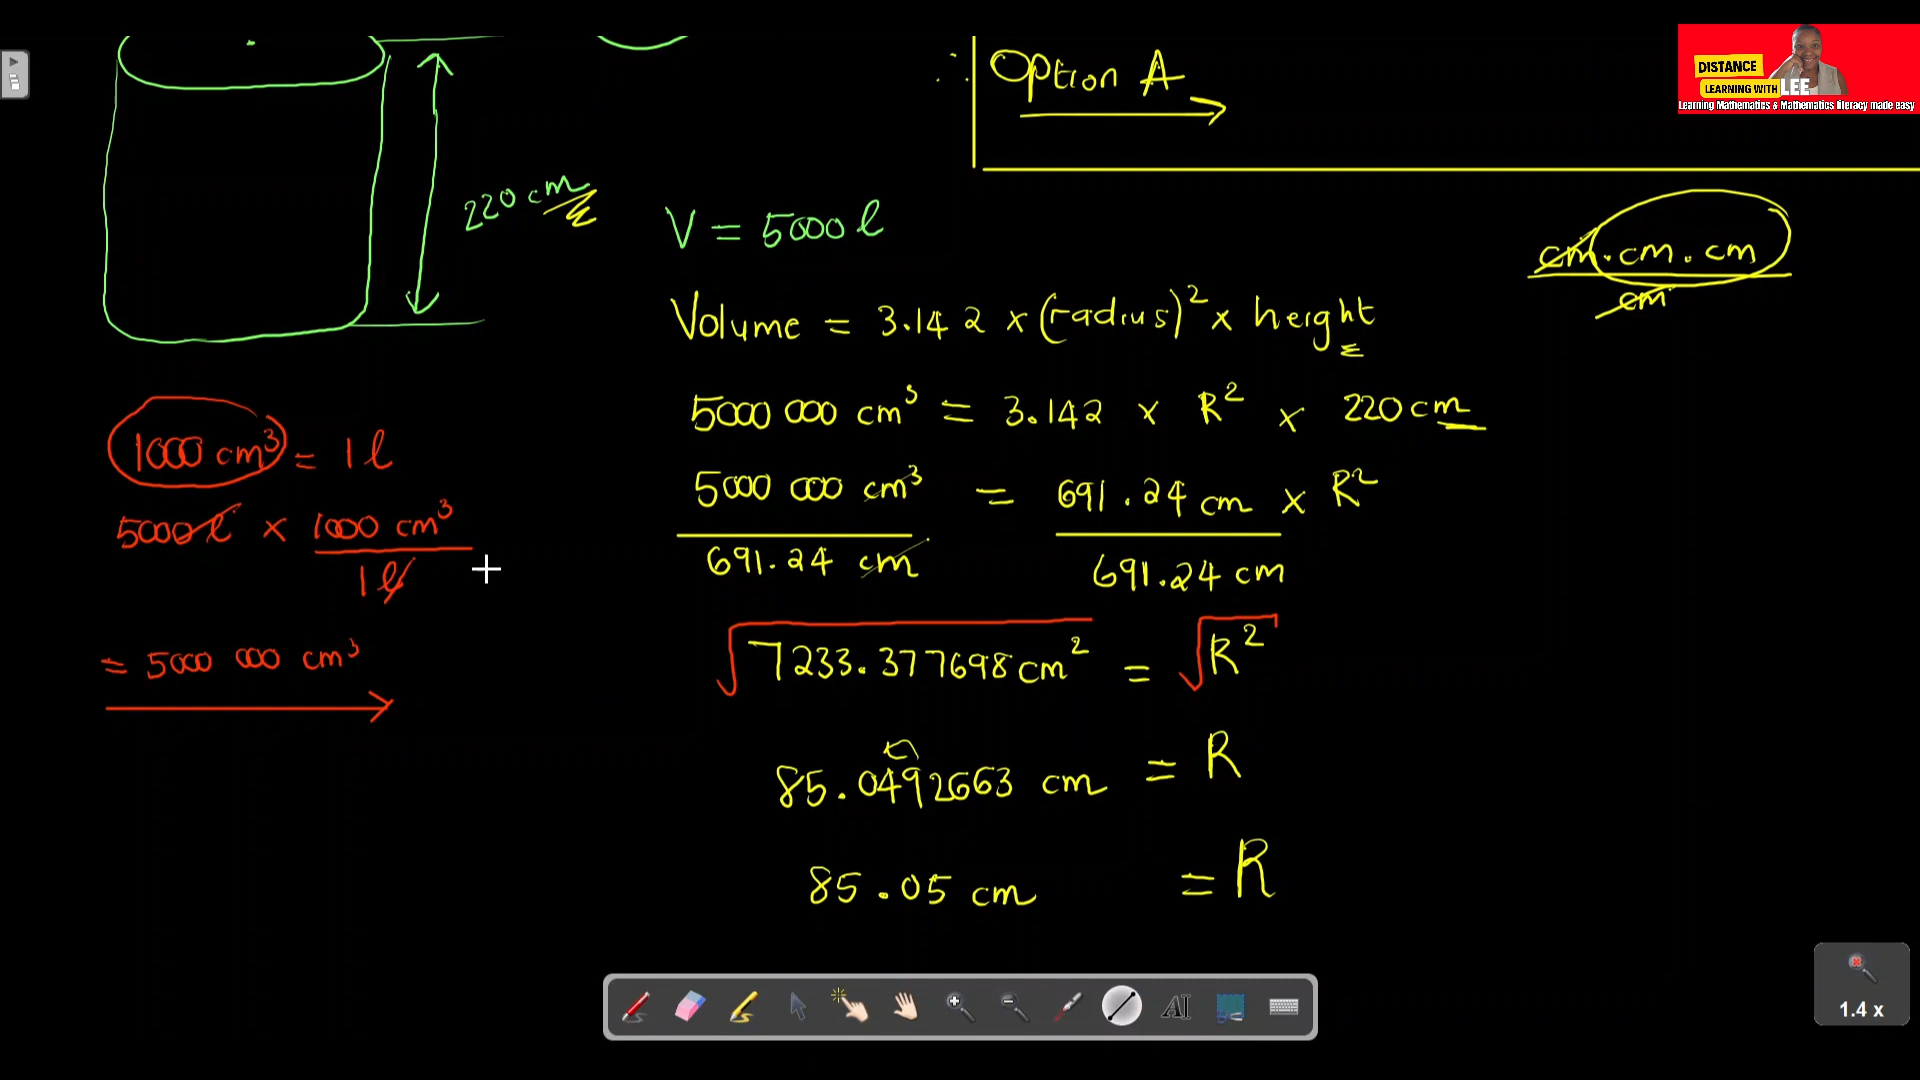 ∴ Option A
DISTANCE
LEARNING WITH LEE
Learning Mathematics & Mathematics literacy made easy
220 cm
V = 5000 l
cm . cm . cm
cm
Volume = 3.142 × (radius)² × height
5000 000 cm³ = 3.142 × R² × 220 cm
1000 cm³ = 1 l
5000 000 cm³ = 691.24 cm × R²
691.24 cm 691.24 cm
5000 l × 1000 cm³
1 l
= 5000 000 cm³
√7233.377698 cm² = √R²
85.0492663 cm = R
85.05 cm = R
AI
1.4 x